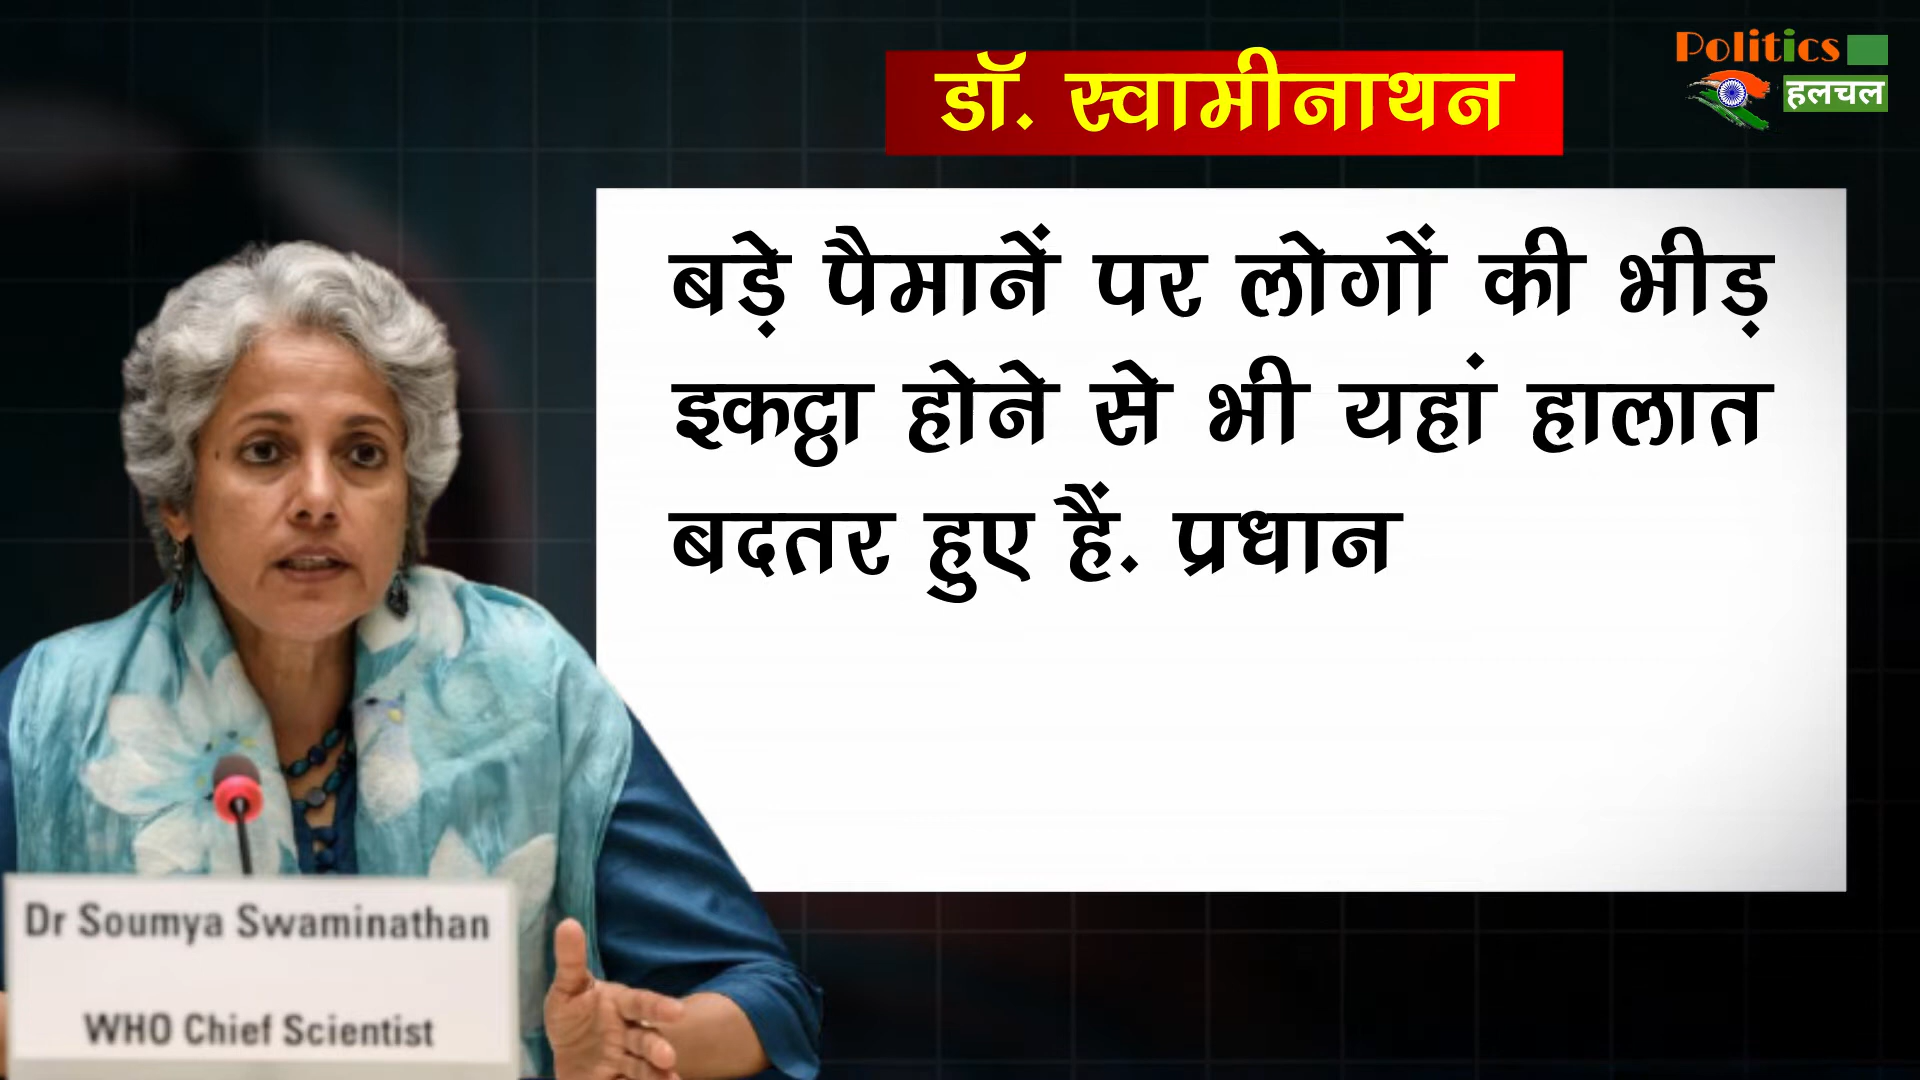 डॉ. स्वामीनाथन
Politics
हलचल
बड़े पैमानें पर लोगों की भीड़
इकट्ठा होने से भी यहां हालात
बदतर हुए हैं. प्रधान
Dr Soumya Swaminathan
WHO Chief Scientist